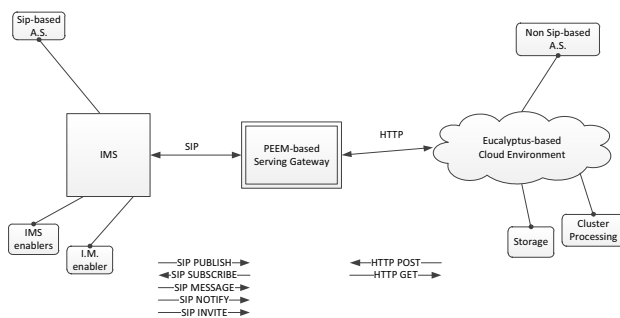 Sip-based
A.S.
Non Sip-based
A.S.
IMS
SIP
PEEM-based
Serving Gateway
HTTP
Eucalyptus-based
Cloud Environment
IMS
enablers
I.M.
enabler
Storage
Cluster
Processing
SIP PUBLISH
SIP SUBSCRIBE
SIP MESSAGE
SIP NOTIFY
SIP INVITE
HTTP POST
HTTP GET